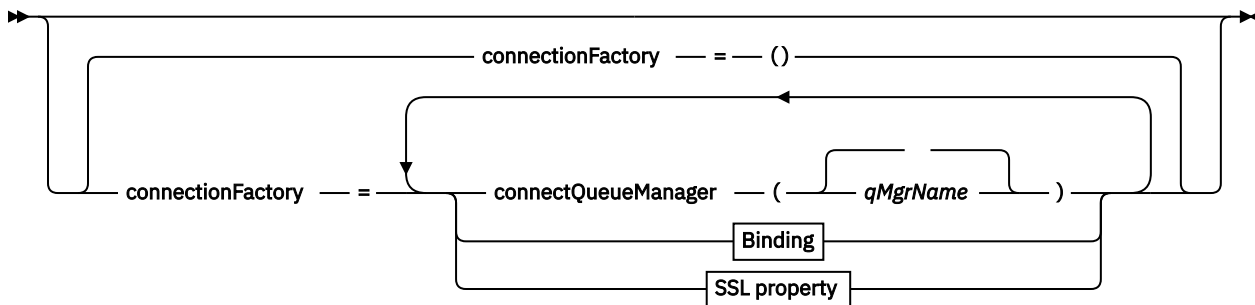 connectionFactory = ()
connectionFactory = connectQueueManager ( qMgrName )
Binding
SSL property